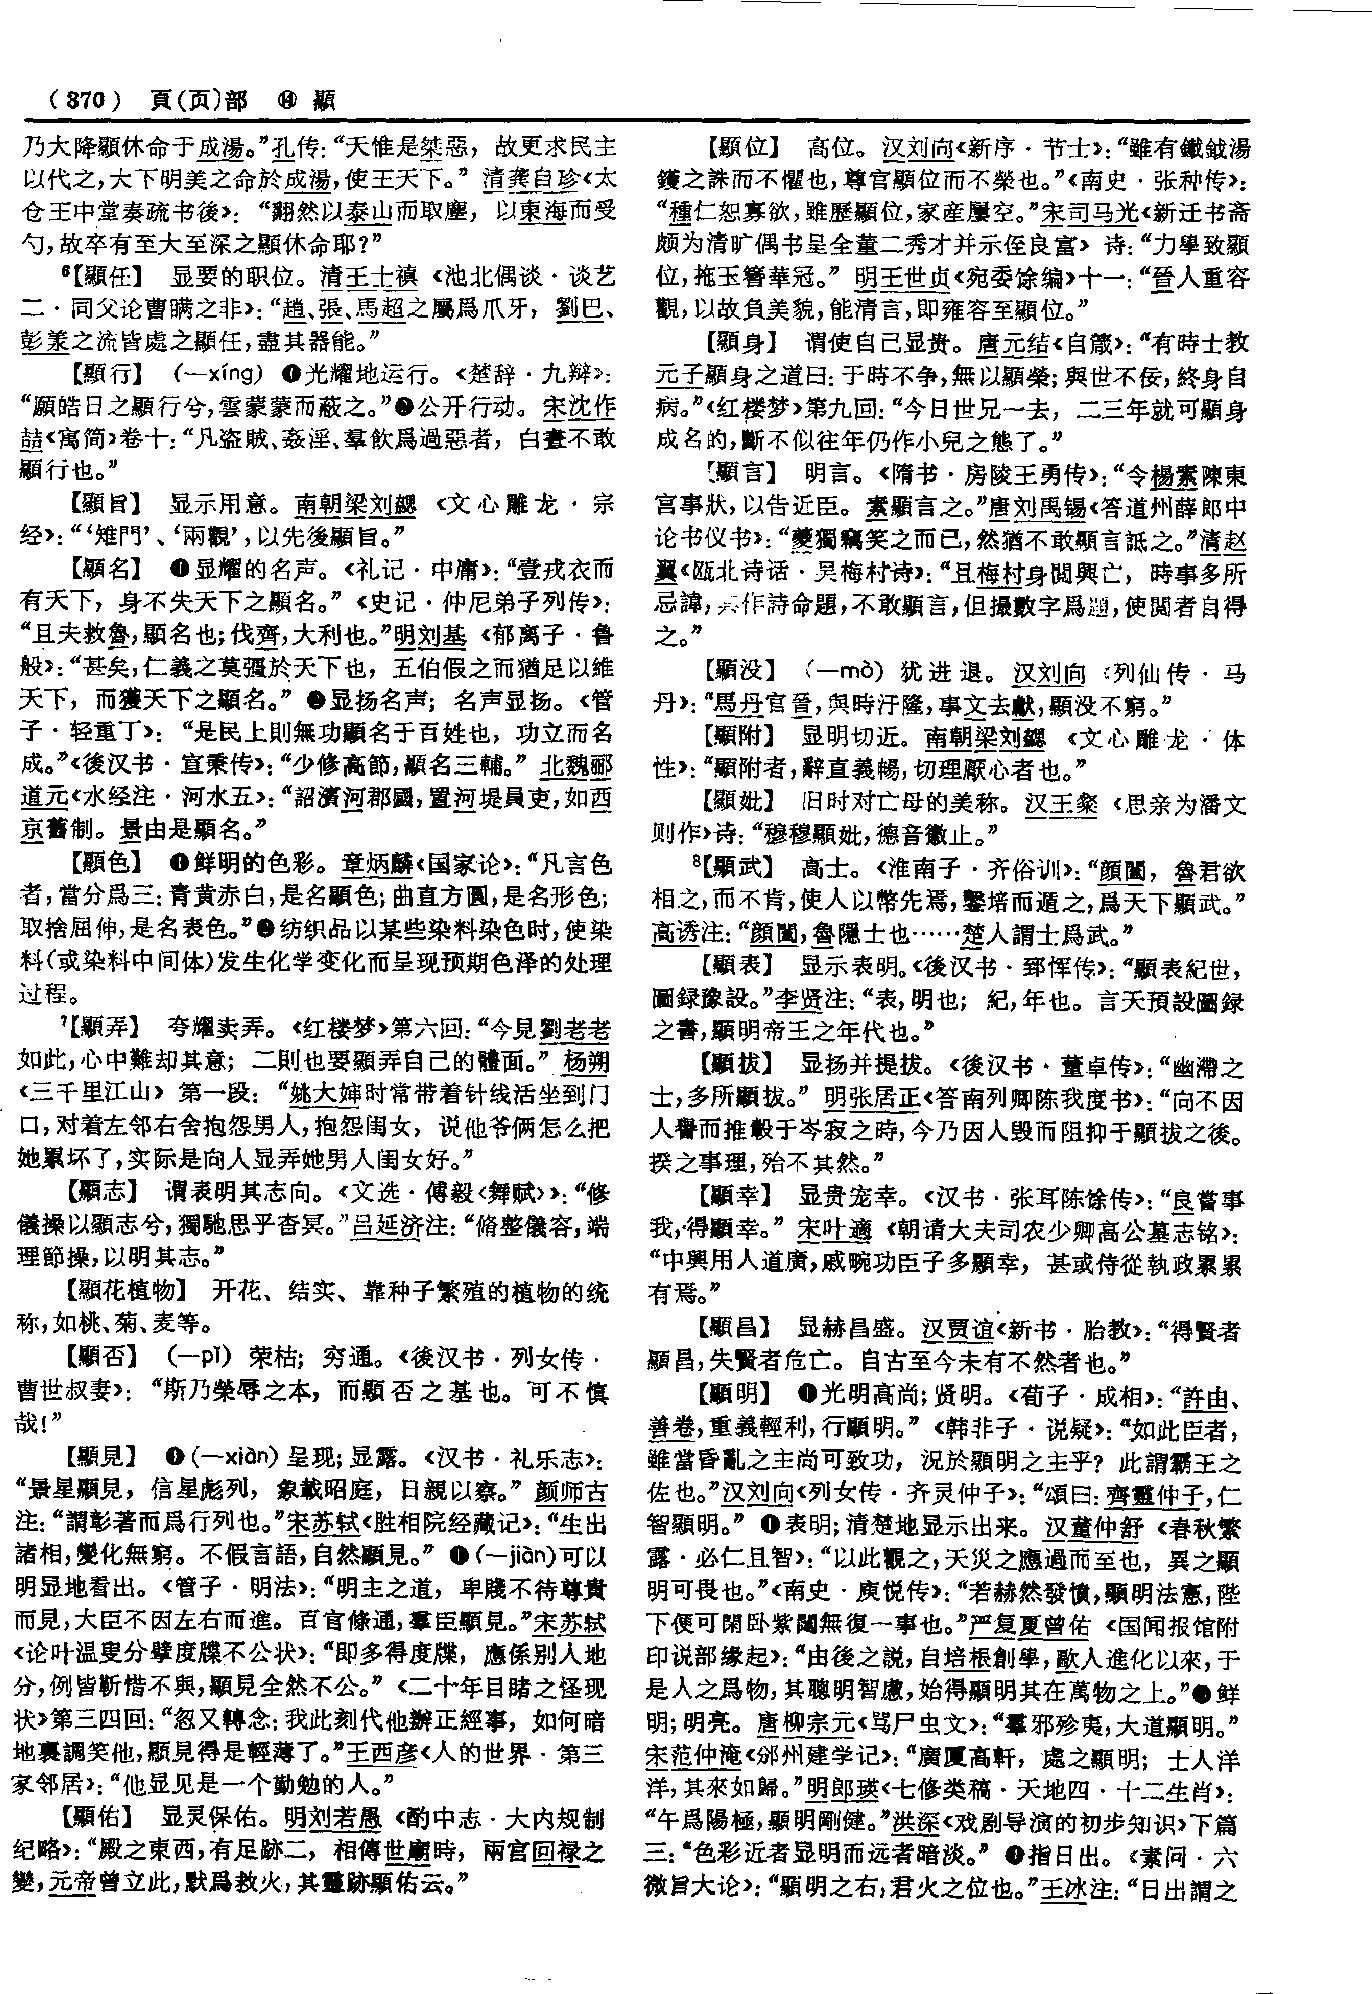 (370) 頁(页)部 ⑭ 顯
乃大降顯休命于成湯。”孔传：“天惟是桀惡，故更求民主
以代之，大下明美之命於成湯，使王天下。” 清龚自珍《太
仓王中堂奏疏书後》：“翻然以泰山而取塵，以東海而受
勺，故卒有至大至深之顯休命耶？”
⁶【顯任】 显要的职位。清王士禛《池北偶谈·谈艺
二·同父论曹瞒之非》：“趙、張、馬超之屬爲爪牙，劉巴、
彭羕之流皆處之顯任，盡其器能。”
【顯行】（—xíng）❶光耀地运行。《楚辞·九辩》：
“願皓日之顯行兮，雲蒙蒙而蔽之。”❷公开行动。宋沈作
喆《寓简》卷十：“凡盗賊、姦淫、羣飲爲過惡者，白晝不敢
顯行也。”
【顯旨】 显示用意。南朝梁刘勰《文心雕龙·宗
经》：“‘雉門’、‘兩觀’，以先後顯旨。”
【顯名】 ❶显耀的名声。《礼记·中庸》：“壹戎衣而
有天下，身不失天下之顯名。”《史记·仲尼弟子列传》：
“且夫救魯，顯名也；伐齊，大利也。”明刘基《郁离子·鲁
般》：“甚矣，仁義之莫彊於天下也，五伯假之而猶足以維
天下，而獲天下之顯名。”❷显扬名声；名声显扬。《管
子·轻重丁》：“是民上則無功顯名于百姓也，功立而名
成。”《後汉书·宣秉传》：“少修高節，顯名三輔。” 北魏郦
道元《水经注·河水五》：“詔濱河郡國，置河堤員吏，如西
京舊制。景由是顯名。”
【顯色】 ❶鲜明的色彩。章炳麟《国家论》：“凡言色
者，當分爲三：青黄赤白，是名顯色；曲直方圓，是名形色；
取捨屈伸，是名表色。”❷纺织品以某些染料染色时，使染
料（或染料中间体）发生化学变化而呈现预期色泽的处理
过程。
⁷【顯弄】 夸耀卖弄。《红楼梦》第六回：“今見劉老老
如此，心中難却其意；二則也要顯弄自己的體面。” 杨朔
《三千里江山》第一段：“姚大婶时常带着针线活坐到门
口，对着左邻右舍抱怨男人，抱怨闺女，说他爷俩怎么把
她累坏了，实际是向人显弄她男人闺女好。”
【顯志】 谓表明其志向。《文选·傅毅〈舞赋〉》：“修
儀操以顯志兮，獨馳思乎杳冥。”吕延济注：“脩整儀容，端
理節操，以明其志。”
【顯花植物】 开花、结实、靠种子繁殖的植物的统
称，如桃、菊、麦等。
【顯否】（—pǐ）荣枯；穷通。《後汉书·列女传·
曹世叔妻》：“斯乃榮辱之本，而顯否之基也。可不慎
哉！”
【顯見】 ❶（—xiàn）呈现；显露。《汉书·礼乐志》：
“景星顯見，信星彪列，象載昭庭，日親以察。” 颜师古
注：“謂彰著而爲行列也。”宋苏轼《胜相院经藏记》：“生出
諸相，變化無窮。不假言語，自然顯見。” ❷（—jiàn）可以
明显地看出。《管子·明法》：“明主之道，卑賤不待尊貴
而見，大臣不因左右而進。百官條通，羣臣顯見。”宋苏轼
《论叶温叟分擘度牒不公状》：“即多得度牒，應係别人地
分，例皆靳惜不與，顯見全然不公。”《二十年目睹之怪现
状》第三四回：“忽又轉念：我此刻代他辦正經事，如何暗
地裏調笑他，顯見得是輕薄了。”王西彦《人的世界·第三
家邻居》：“他显见是一个勤勉的人。”
【顯佑】 显灵保佑。明刘若愚《酌中志·大内规制
纪略》：“殿之東西，有足跡二，相傳世廟時，兩宫回禄之
變，元帝曾立此，默爲救火，其靈跡顯佑云。”
【顯位】 高位。汉刘向《新序·节士》：“雖有鐵鉞湯
鑊之誅而不懼也，尊官顯位而不榮也。”《南史·张种传》：
“種仁恕寡欲，雖歷顯位，家産屢空。”宋司马光《新迁书斋
颇为清旷偶书呈全董二秀才并示侄良富》诗：“力學致顯
位，拖玉簪華冠。” 明王世贞《宛委馀编》十一：“晉人重容
觀，以故負美貌，能清言，即雍容至顯位。”
【顯身】 谓使自己显贵。唐元结《自箴》：“有時士教
元子顯身之道曰：于時不争，無以顯榮；與世不佞，終身自
病。”《红楼梦》第九回：“今日世兄一去，二三年就可顯身
成名的，斷不似往年仍作小兒之態了。”
【顯言】 明言。《隋书·房陵王勇传》：“令楊素陳東
宫事狀，以告近臣。素顯言之。”唐刘禹锡《答道州薛郎中
论书仪书》：“夔獨竊笑之而已，然猶不敢顯言詆之。”清赵
翼《瓯北诗话·吴梅村诗》：“且梅村身閲興亡，時事多所
忌諱，其作詩命題，不敢顯言，但撮數字爲題，使閲者自得
之。”
【顯没】（—mò）犹进退。汉刘向《列仙传·马
丹》：“馬丹官晉，與時汙隆，事文去獻，顯没不窮。”
【顯附】 显明切近。南朝梁刘勰《文心雕龙·体
性》：“顯附者，辭直義暢，切理厭心者也。”
【顯妣】 旧时对亡母的美称。汉王粲《思亲为潘文
则作》诗：“穆穆顯妣，德音徽止。”
⁸【顯武】 高士。《淮南子·齐俗训》：“顔闔，魯君欲
相之，而不肯，使人以幣先焉，鑿培而遁之，爲天下顯武。”
高诱注：“顔闔，魯隱士也……楚人謂士爲武。”
【顯表】 显示表明。《後汉书·郅恽传》：“顯表紀世，
圖録豫設。”李贤注：“表，明也；紀，年也。言天預設圖録
之書，顯明帝王之年代也。”
【顯拔】 显扬并提拔。《後汉书·董卓传》：“幽滯之
士，多所顯拔。” 明张居正《答南列卿陈我度书》：“向不因
人譽而推轂于岑寂之時，今乃因人毁而阻抑于顯拔之後。
揆之事理，殆不其然。”
【顯幸】 显贵宠幸。《汉书·张耳陈馀传》：“良嘗事
我，得顯幸。” 宋叶適《朝请大夫司农少卿高公墓志铭》：
“中興用人道廣，戚畹功臣子多顯幸，甚或侍從執政累累
有焉。”
【顯昌】 显赫昌盛。汉贾谊《新书·胎教》：“得賢者
顯昌，失賢者危亡。自古至今未有不然者也。”
【顯明】 ❶光明高尚；贤明。《荀子·成相》：“許由、
善卷，重義輕利，行顯明。”《韩非子·说疑》：“如此臣者，
雖當昏亂之主尚可致功，況於顯明之主乎？此謂霸王之
佐也。”汉刘向《列女传·齐灵仲子》：“頌曰：齊靈仲子，仁
智顯明。” ❷表明；清楚地显示出来。汉董仲舒《春秋繁
露·必仁且智》：“以此觀之，天災之應過而至也，異之顯
明可畏也。”《南史·庾悦传》：“若赫然發憤，顯明法憲，陛
下便可閑卧紫闥無復一事也。”严复夏曾佑《国闻报馆附
印说部缘起》：“由後之説，自培根創學，歐人進化以來，于
是人之爲物，其聰明智慮，始得顯明其在萬物之上。”❸鲜
明；明亮。唐柳宗元《骂尸虫文》：“羣邪殄夷，大道顯明。”
宋范仲淹《邠州建学记》：“廣厦高軒，處之顯明；士人洋
洋，其來如歸。”明郎瑛《七修类稿·天地四·十二生肖》：
“午爲陽極，顯明剛健。”洪深《戏剧导演的初步知识》下篇
三：“色彩近者显明而远者暗淡。” ❹指日出。《素问·六
微旨大论》：“顯明之右，君火之位也。”王冰注：“日出謂之